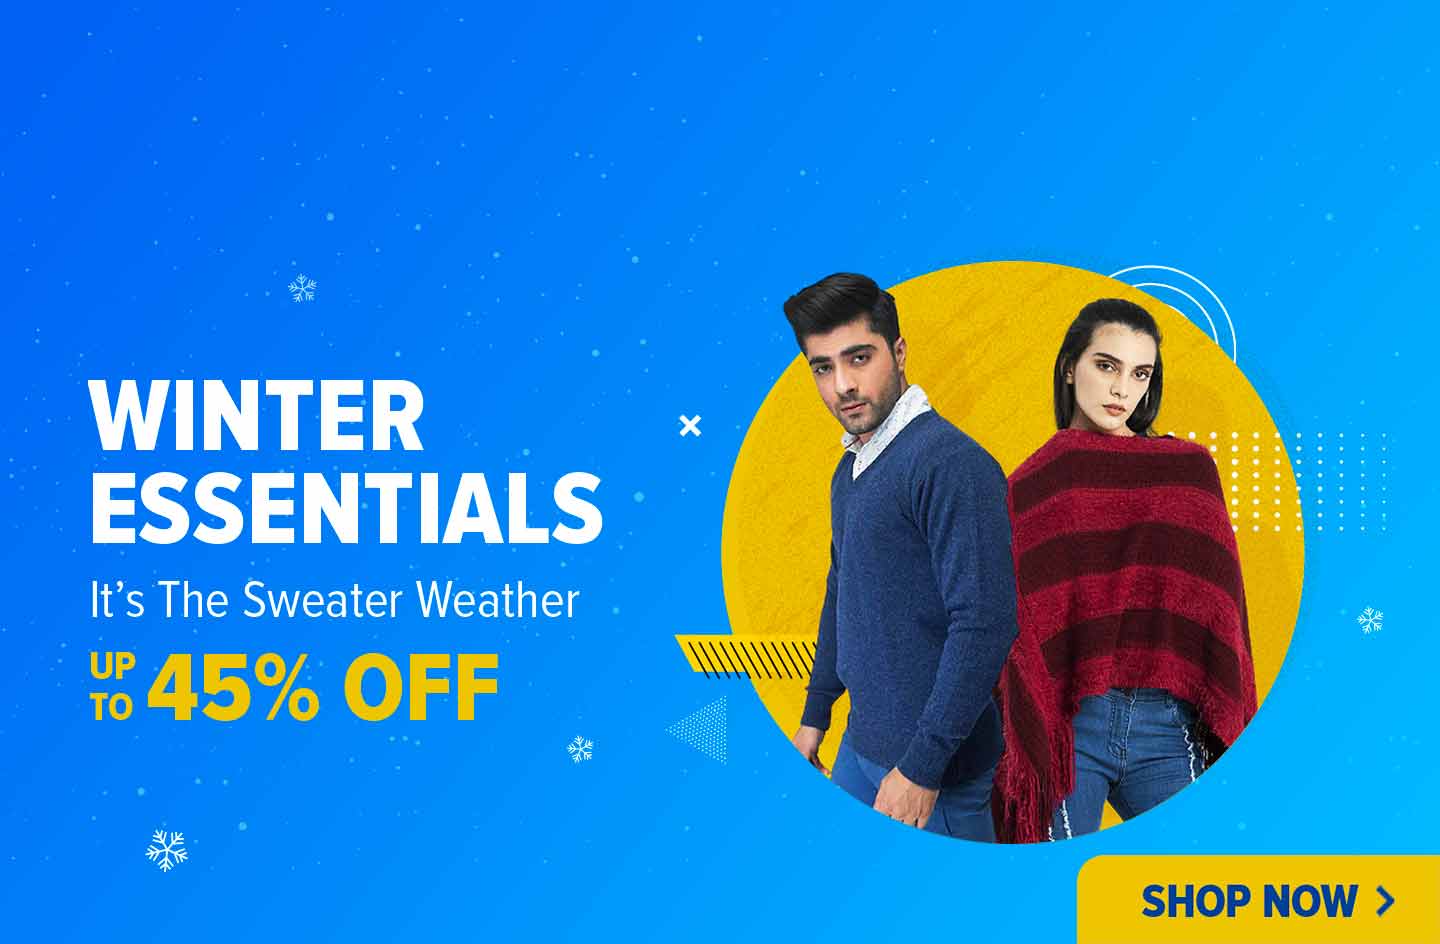 WINTER
ESSENTIALS
It’s The Sweater Weather
UP
TO 45% OFF
SHOP NOW